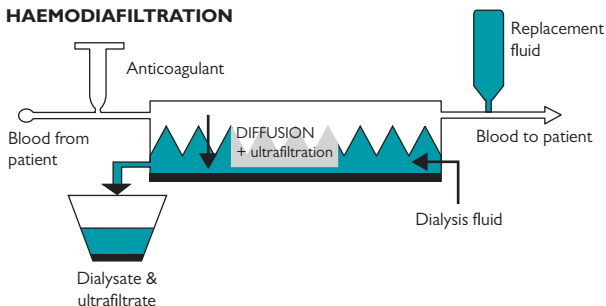 HAEMODIAFILTRATION
Replacement
fluid
Anticoagulant
Blood from
patient
DIFFUSION
+ ultrafiltration
Blood to patient
Dialysis fluid
Dialysate &
ultrafiltrate